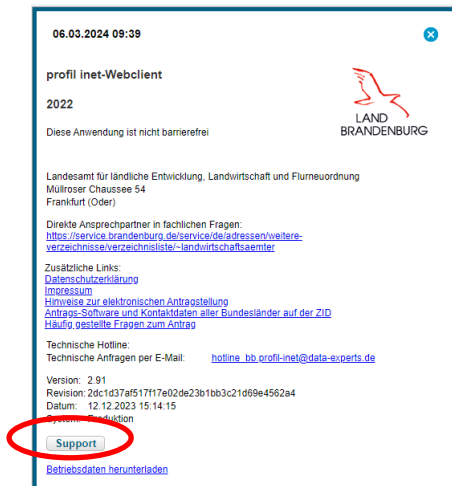 06.03.2024 09:39
profil inet-Webclient
2022
Diese Anwendung ist nicht barrierefrei
LAND
BRANDENBURG
Landesamt für ländliche Entwicklung, Landwirtschaft und Flurneuordnung
Müllroser Chaussee 54
Frankfurt (Oder)
Direkte Ansprechpartner in fachlichen Fragen:
https://service.brandenburg.de/service/de/adressen/weitere-
verzeichnisse/verzeichnisliste/~landwirtschaftsaemter
Zusätzliche Links:
Datenschutzerklärung
Impressum
Hinweise zur elektronischen Antragstellung
Antrags-Software und Kontaktdaten aller Bundesländer auf der ZID
Häufig gestellte Fragen zum Antrag
Technische Hotline:
Technische Anfragen per E-Mail: hotline_bb.profil-inet@data-experts.de
Version: 2.91
Revision: 2dc1d37af517f17e02de23b1bb3c21d69e4562a4
Datum: 12.12.2023 15:14:15
System: Produktion
Support
Betriebsdaten herunterladen